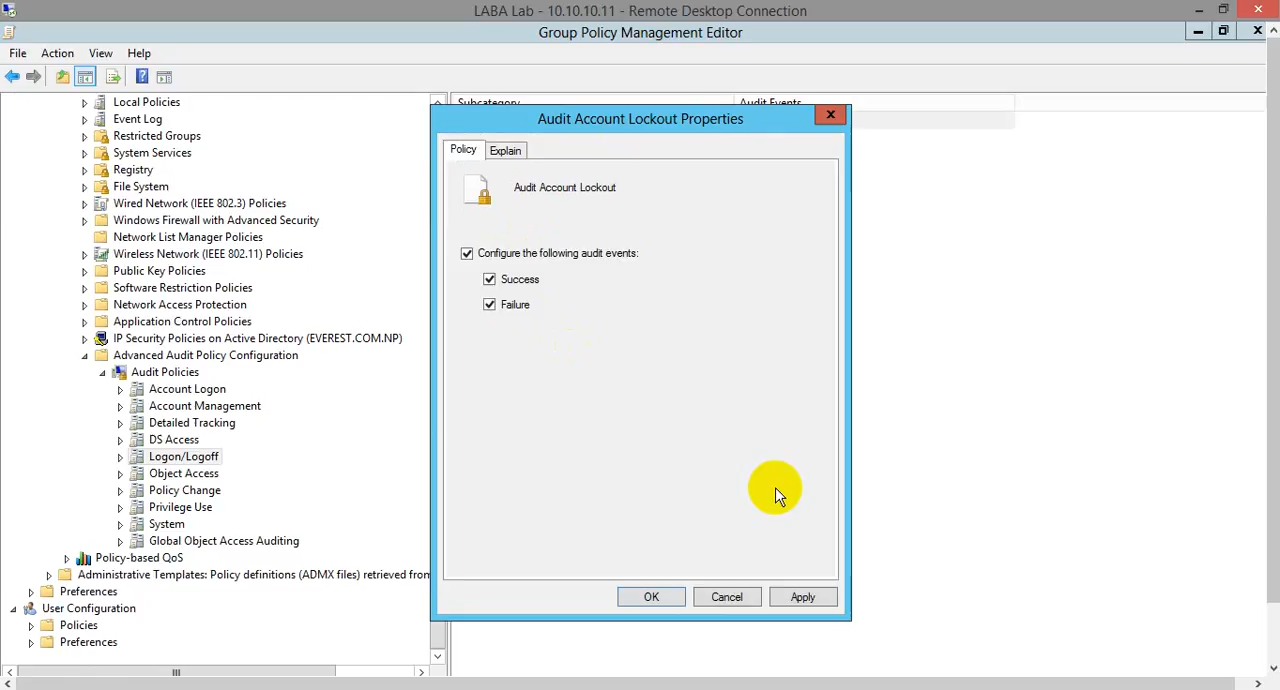 LABA Lab - 10.10.10.11 - Remote Desktop Connection
Group Policy Management Editor
File Action View Help
Local Policies
Event Log
Restricted Groups
System Services
Registry
File System
Wired Network (IEEE 802.3) Policies
Windows Firewall with Advanced Security
Network List Manager Policies
Wireless Network (IEEE 802.11) Policies
Public Key Policies
Software Restriction Policies
Network Access Protection
Application Control Policies
IP Security Policies on Active Directory (EVEREST.COM.NP)
Advanced Audit Policy Configuration
Audit Policies
Account Logon
Account Management
Detailed Tracking
DS Access
Logon/Logoff
Object Access
Policy Change
Privilege Use
System
Global Object Access Auditing
Policy-based QoS
Administrative Templates: Policy definitions (ADMX files) retrieved from
Preferences
User Configuration
Policies
Preferences
Subcategory Audit Events
Audit Account Lockout Properties
Policy Explain
Audit Account Lockout
Configure the following audit events:
Success
Failure
OK Cancel Apply